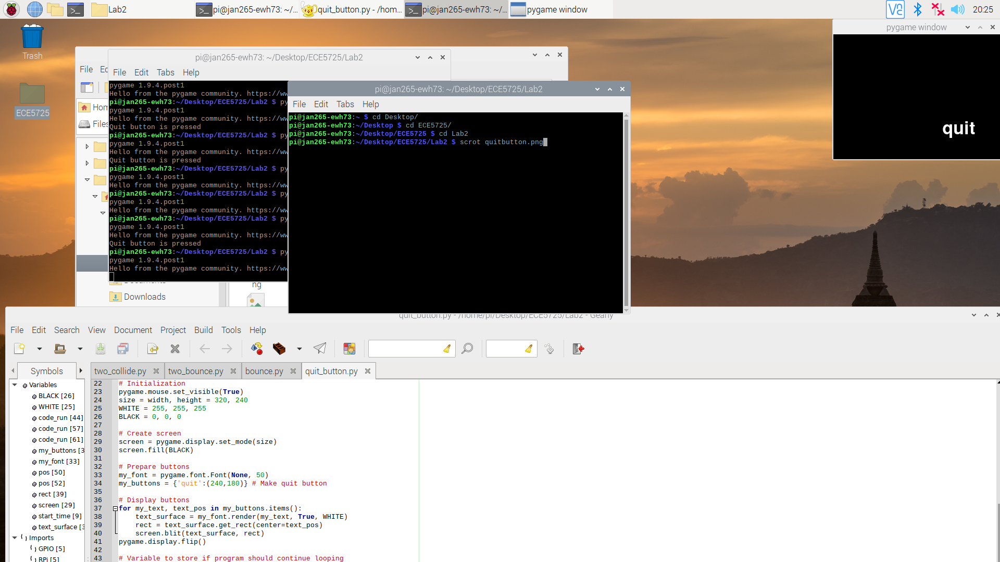 Lab2
pi@jan265-ewh73: ~/...
quit_button.py - /hom...
pi@jan265-ewh73: ~/...
pygame window
20:25
Trash
ECE5725
pygame window
quit
File
pi@jan265-ewh73: ~/Desktop/ECE5725/Lab2
File Edit Tabs Help
pygame 1.9.4.post1
Hello from the pygame community. https://ww
pi@jan265-ewh73:~/Desktop/ECE5725/Lab2 $ py
pygame 1.9.4.post1
Hello from the pygame community. https://ww
Quit button is pressed
pi@jan265-ewh73:~/Desktop/ECE5725/Lab2 $ py
pygame 1.9.4.post1
Hello from the pygame community. https://ww
Quit button is pressed
pi@jan265-ewh73:~/Desktop/ECE5725/Lab2 $ py
pygame 1.9.4.post1
Hello from the pygame community. https://ww
pi@jan265-ewh73:~/Desktop/ECE5725/Lab2 $ py
pygame 1.9.4.post1
Hello from the pygame community. https://ww
pi@jan265-ewh73:~/Desktop/ECE5725/Lab2 $ py
pygame 1.9.4.post1
Hello from the pygame community. https://ww
Quit button is pressed
pi@jan265-ewh73:~/Desktop/ECE5725/Lab2 $ py
pygame 1.9.4.post1
Hello from the pygame community. https://ww
ng
Downloads
pi@jan265-ewh73: ~/Desktop/ECE5725/Lab2
File Edit Tabs Help
pi@jan265-ewh73:~ $ cd Desktop/
pi@jan265-ewh73:~/Desktop $ cd ECE5725/
pi@jan265-ewh73:~/Desktop/ECE5725 $ cd Lab2
pi@jan265-ewh73:~/Desktop/ECE5725/Lab2 $ scrot quitbutton.png
quit_button.py - /home/pi/Desktop/ECE5725/Lab2 - Geany
File Edit Search View Document Project Build Tools Help
Symbols
two_collide.py
two_bounce.py
bounce.py
quit_button.py
Variables
BLACK [26]
WHITE [25]
code_run [44]
code_run [57]
code_run [61]
my_buttons [3
my_font [33]
pos [50]
pos [52]
rect [39]
screen [29]
start_time [9]
text_surface [3
Imports
GPIO [5]
RPi [5]
22 # Initialization
23 pygame.mouse.set_visible(True)
24 size = width, height = 320, 240
25 WHITE = 255, 255, 255
26 BLACK = 0, 0, 0
27
28 # Create screen
29 screen = pygame.display.set_mode(size)
30 screen.fill(BLACK)
31
32 # Prepare buttons
33 my_font = pygame.font.Font(None, 50)
34 my_buttons = {'quit':(240,180)} # Make quit button
35
36 # Display buttons
37 for my_text, text_pos in my_buttons.items():
38 text_surface = my_font.render(my_text, True, WHITE)
39 rect = text_surface.get_rect(center=text_pos)
40 screen.blit(text_surface, rect)
41 pygame.display.flip()
42
43 # Variable to store if program should continue looping